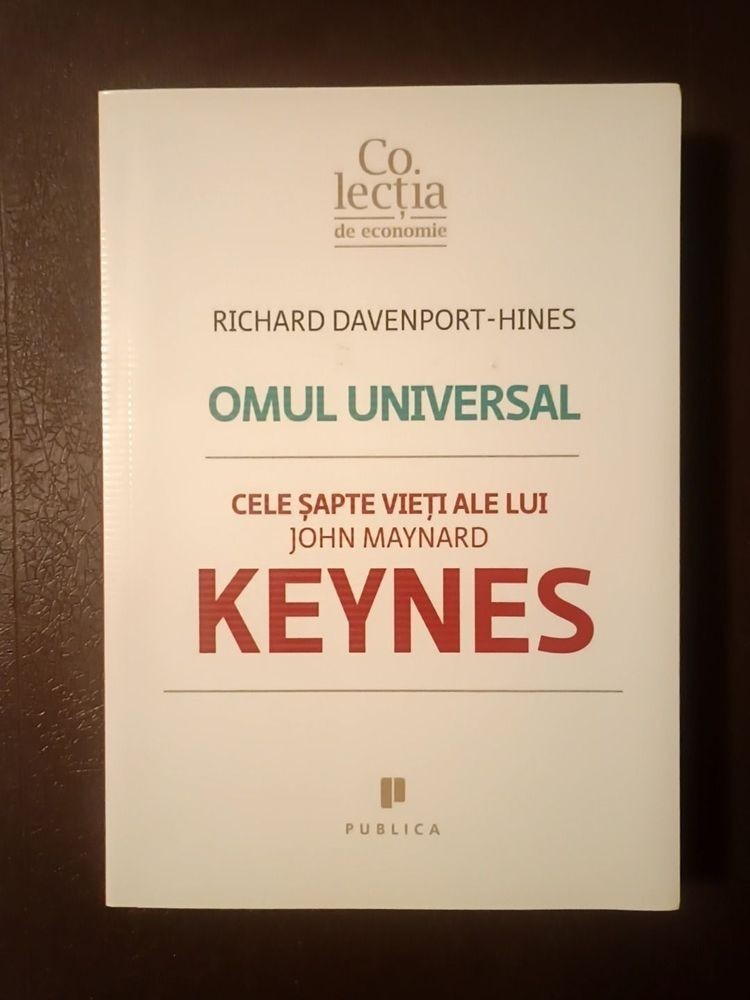 Co.
lecția
de economie
RICHARD DAVENPORT-HINES
OMUL UNIVERSAL
CELE ȘAPTE VIEȚI ALE LUI
JOHN MAYNARD
KEYNES
PUBLICA